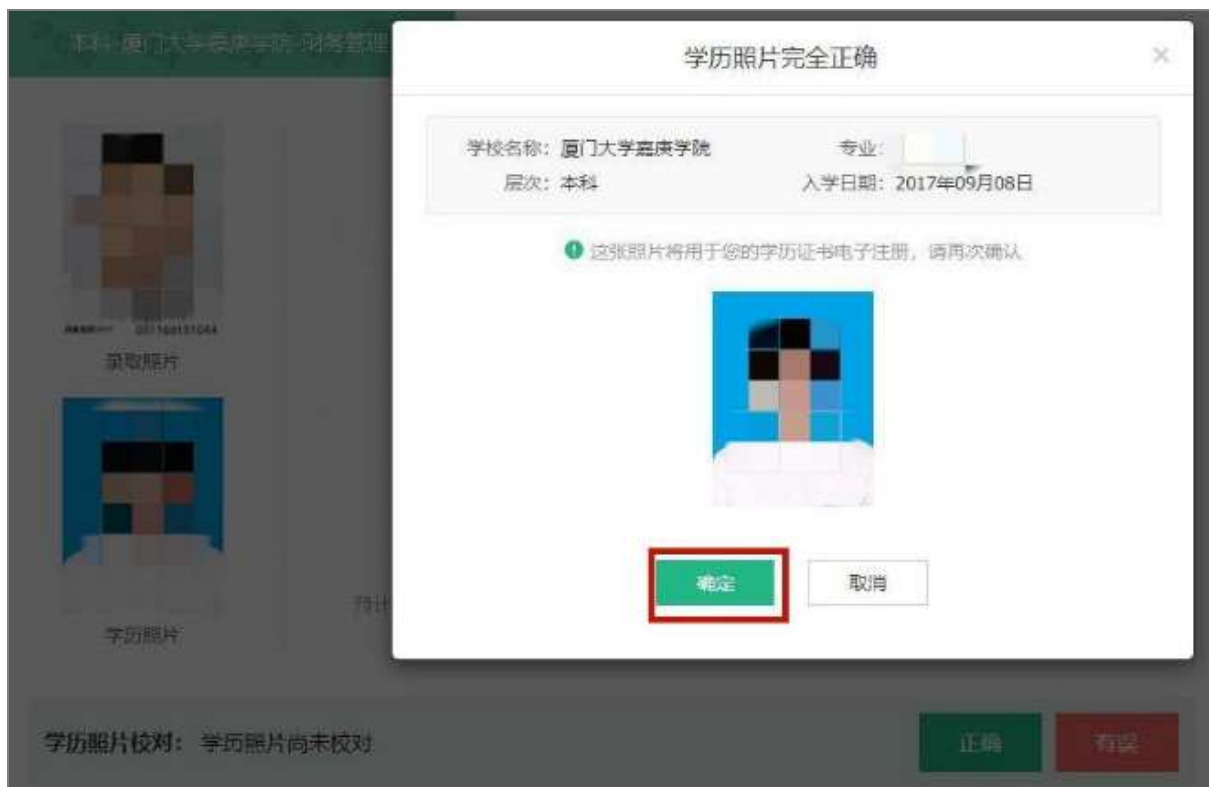 本科-厦门大学嘉庚学院-财务管理
学历照片完全正确
×
学校名称: 厦门大学嘉庚学院
专业:
层次: 本科
入学日期: 2017年09月08日
这张照片将用于您的学历证书电子注册，请再次确认
录取照片
确定
取消
预计
学历照片
学历照片校对: 学历照片尚未校对
正确
有误